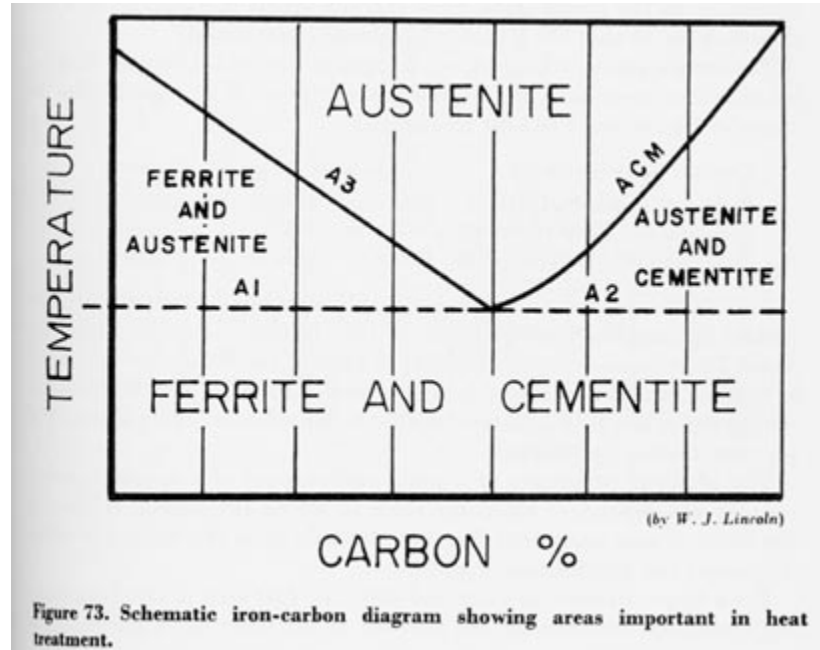 TEMPERATURE
AUSTENITE
A3
ACM
FERRITE
AND
AUSTENITE
AUSTENITE
AND
CEMENTITE
A1
A2
FERRITE AND CEMENTITE
(by W. J. Lincoln)
CARBON %
Figure 73. Schematic iron-carbon diagram showing areas important in heat
treatment.